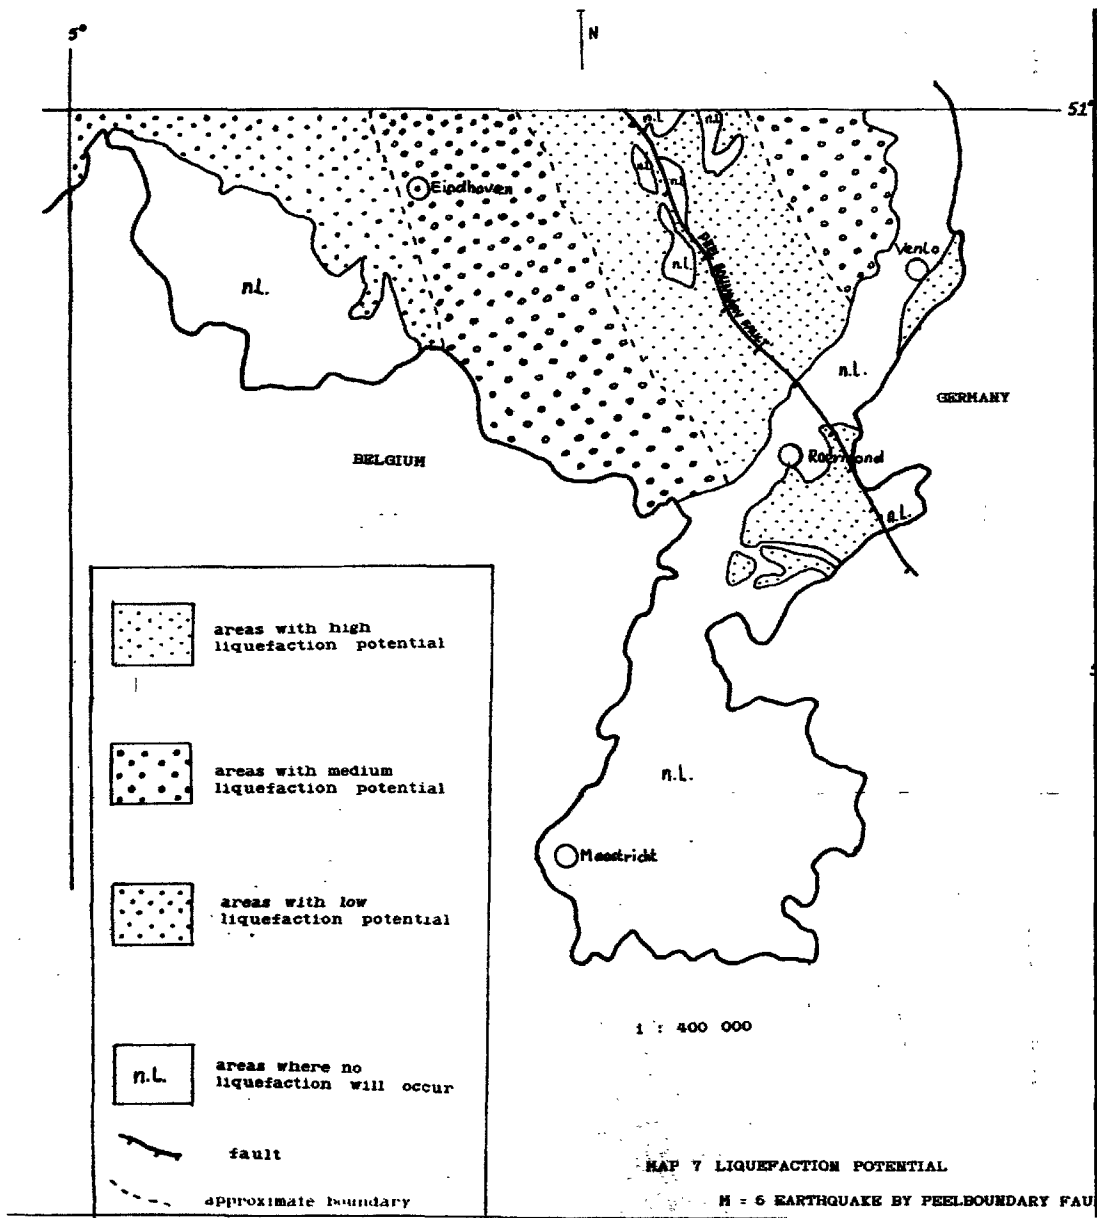 5°
N
51°
n.L.
n.L.
n.L.
n.L.
Eindhoven
PEEL BOUNDARY FAULT
Venlo
n.L.
n.L.
n.L.
GERMANY
BELGIUM
Roermond
n.L.
areas with high
liquefaction potential
areas with medium
liquefaction potential
n.L.
Maastricht
areas with low
liquefaction potential
1 : 400 000
n.L.
areas where no
liquefaction will occur
fault
approximate boundary
MAP 7 LIQUEFACTION POTENTIAL
M = 6 EARTHQUAKE BY PEELBOUNDARY FAU